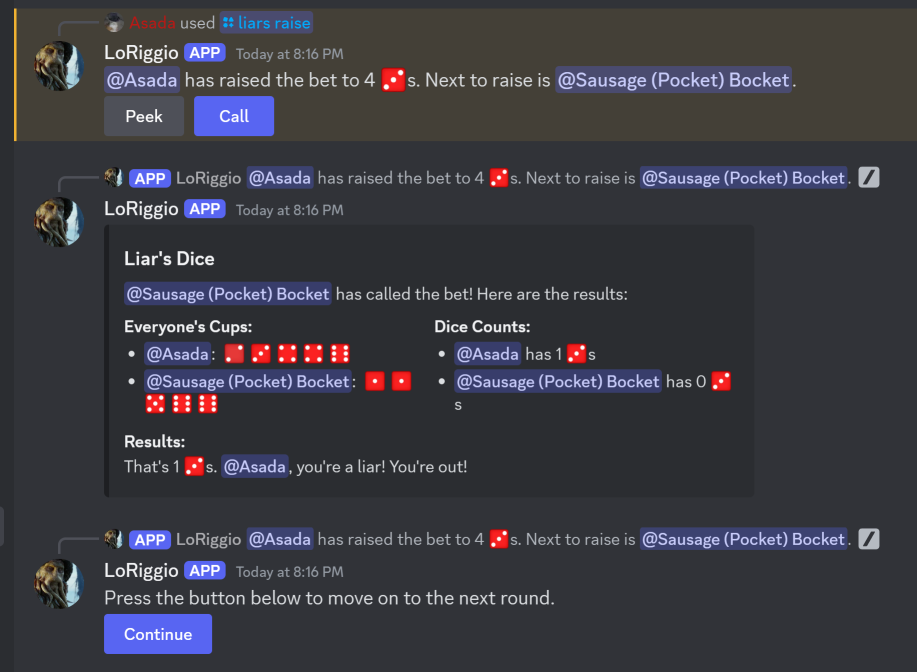 Asada used liars raise
LoRiggio APP Today at 8:16 PM
@Asada has raised the bet to 4 s. Next to raise is @Sausage (Pocket) Bocket.
Peek Call
APP LoRiggio @Asada has raised the bet to 4 s. Next to raise is @Sausage (Pocket) Bocket.
LoRiggio APP Today at 8:16 PM
Liar's Dice
@Sausage (Pocket) Bocket has called the bet! Here are the results:
Everyone's Cups:
• @Asada:
• @Sausage (Pocket) Bocket:
Dice Counts:
• @Asada has 1 s
• @Sausage (Pocket) Bocket has 0
s
Results:
That's 1 s. @Asada, you're a liar! You're out!
APP LoRiggio @Asada has raised the bet to 4 s. Next to raise is @Sausage (Pocket) Bocket.
LoRiggio APP Today at 8:16 PM
Press the button below to move on to the next round.
Continue